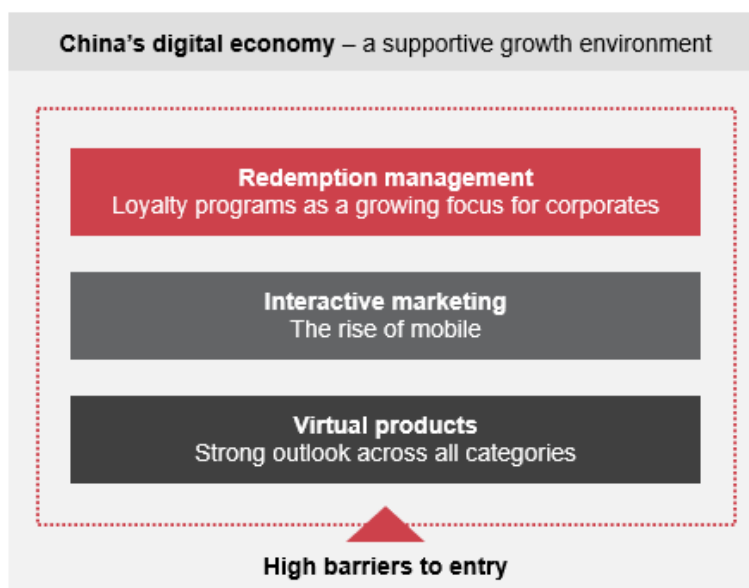 China’s digital economy – a supportive growth environment
Redemption management
Loyalty programs as a growing focus for corporates
Interactive marketing
The rise of mobile
Virtual products
Strong outlook across all categories
High barriers to entry